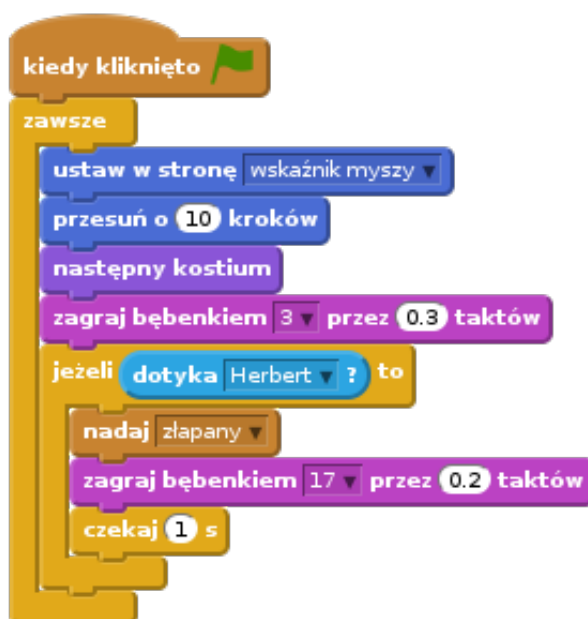 kiedy kliknięto
zawsze
ustaw w stronę wskaźnik myszy
przesuń o 10 kroków
następny kostium
zagraj bębenkiem 3 przez 0.3 taktów
jeżeli dotyka Herbert ? to
nadaj złapany
zagraj bębenkiem 17 przez 0.2 taktów
czekaj 1 s